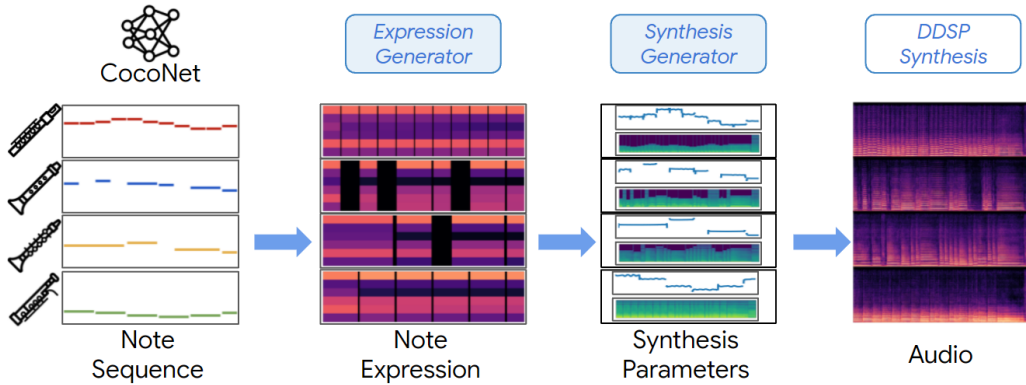 CocoNet
Expression
Generator
Synthesis
Generator
DDSP
Synthesis
Note
Sequence
Note
Expression
Synthesis
Parameters
Audio